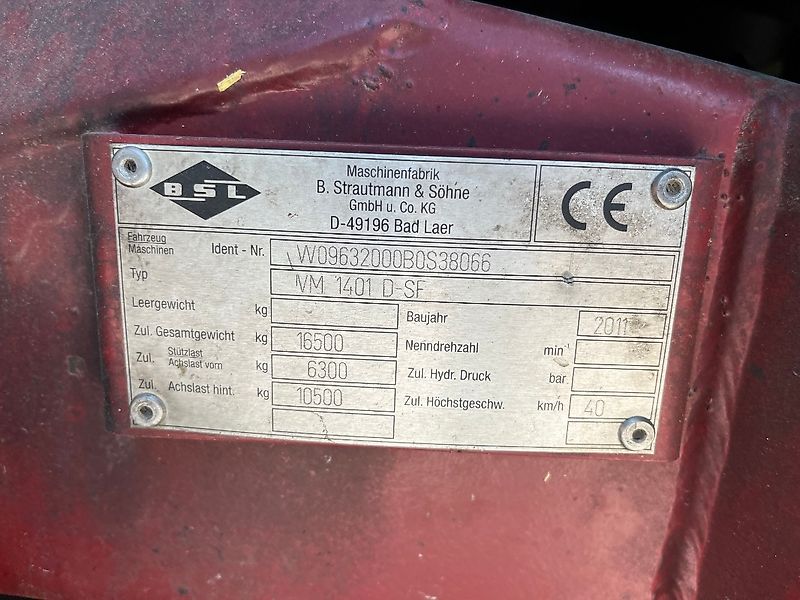 BSL
Maschinenfabrik
B. Strautmann & Söhne
GmbH u. Co. KG
D-49196 Bad Laer
CE
Fahrzeug
Maschinen
Ident - Nr. W09632000B0S38066
Typ VM 1401 D-SF
Leergewicht kg
Baujahr 2011
Zul. Gesamtgewicht kg 16500
Nenndrehzahl min⁻¹
Zul. Stützlast
Achslast vorn kg 6300
Zul. Hydr. Druck bar
Zul. Achslast hint. kg 10500
Zul. Höchstgeschw. km/h 40